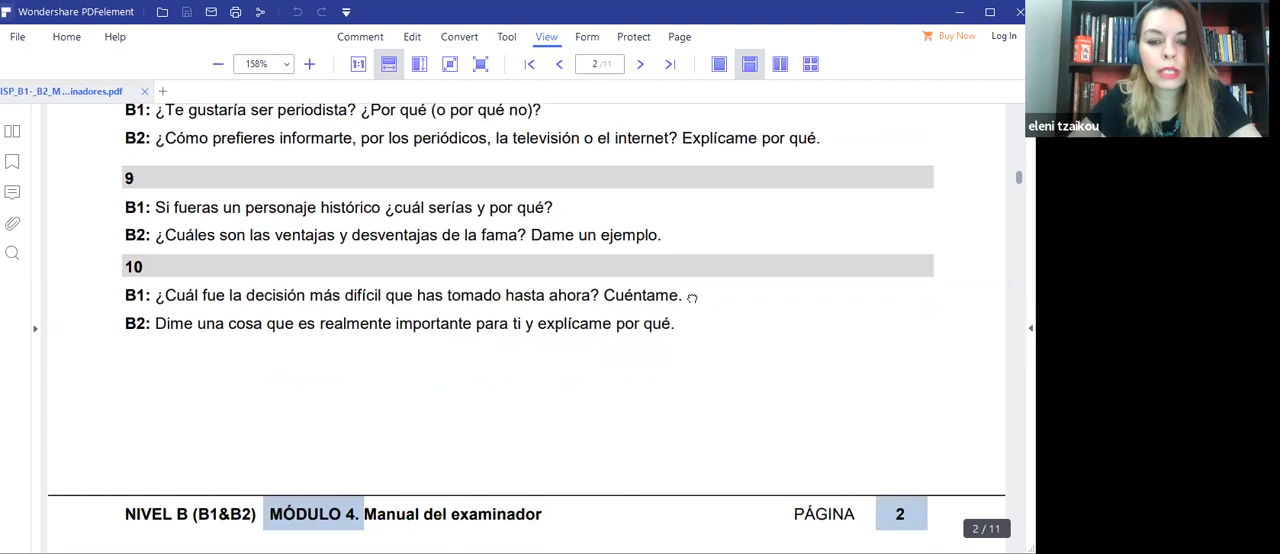 Wondershare PDFelement
File Home Help Comment Edit Convert Tool View Form Protect Page Buy Now Log In
158% 2 /11
ISP_B1-_B2_M...inadores.pdf
eleni tzaikou
B1: ¿Te gustaría ser periodista? ¿Por qué (o por qué no)?
B2: ¿Cómo prefieres informarte, por los periódicos, la televisión o el internet? Explícame por qué.
9
B1: Si fueras un personaje histórico ¿cuál serías y por qué?
B2: ¿Cuáles son las ventajas y desventajas de la fama? Dame un ejemplo.
10
B1: ¿Cuál fue la decisión más difícil que has tomado hasta ahora? Cuéntame.
B2: Dime una cosa que es realmente importante para ti y explícame por qué.
NIVEL B (B1&B2) MÓDULO 4. Manual del examinador PÁGINA 2
2 / 11